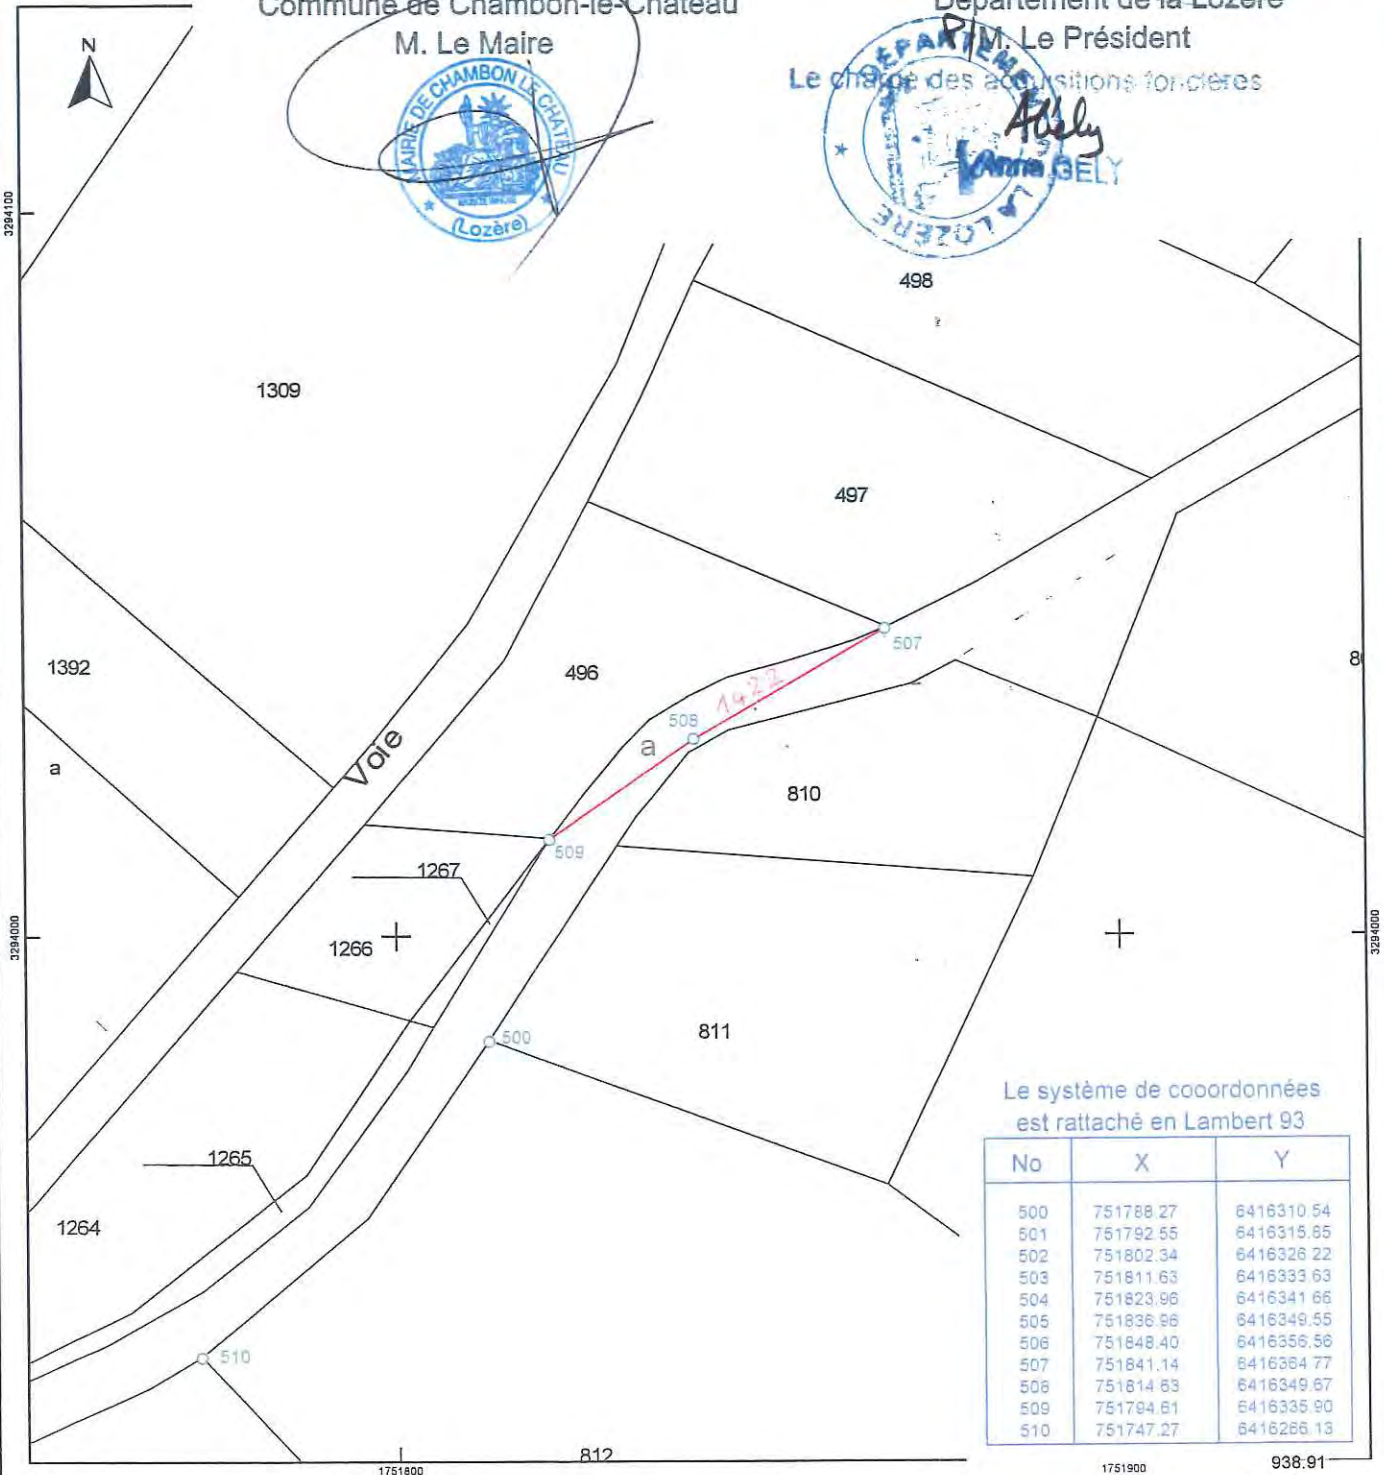 Commune de Chambon-le-Château
M. Le Maire
MAIRIE DE CHAMBON LE CHATEAU
(Lozère)
Département de la Lozère
P/M. Le Président
Le chargé des acquisitions foncières
DÉPARTEMENT
LA LOZÈRE
GELY
N
3294100
498
1309
497
507
1392
496
1922
508
Voie
a
a
810
509
1267
1266
3294000
3294000
500
811
1265
1264
510
812
1751800
1751900
938.91
Le système de cooordonnées
est rattaché en Lambert 93
No X Y
500 751788.27 6416310.54
501 751792.55 6416315.85
502 751802.34 6416326.22
503 751811.63 6416333.63
504 751823.96 6416341.66
505 751836.96 6416349.55
506 751848.40 6416356.56
507 751841.14 6416364.77
508 751814.63 6416349.67
509 751794.61 6416335.90
510 751747.27 6416266.13